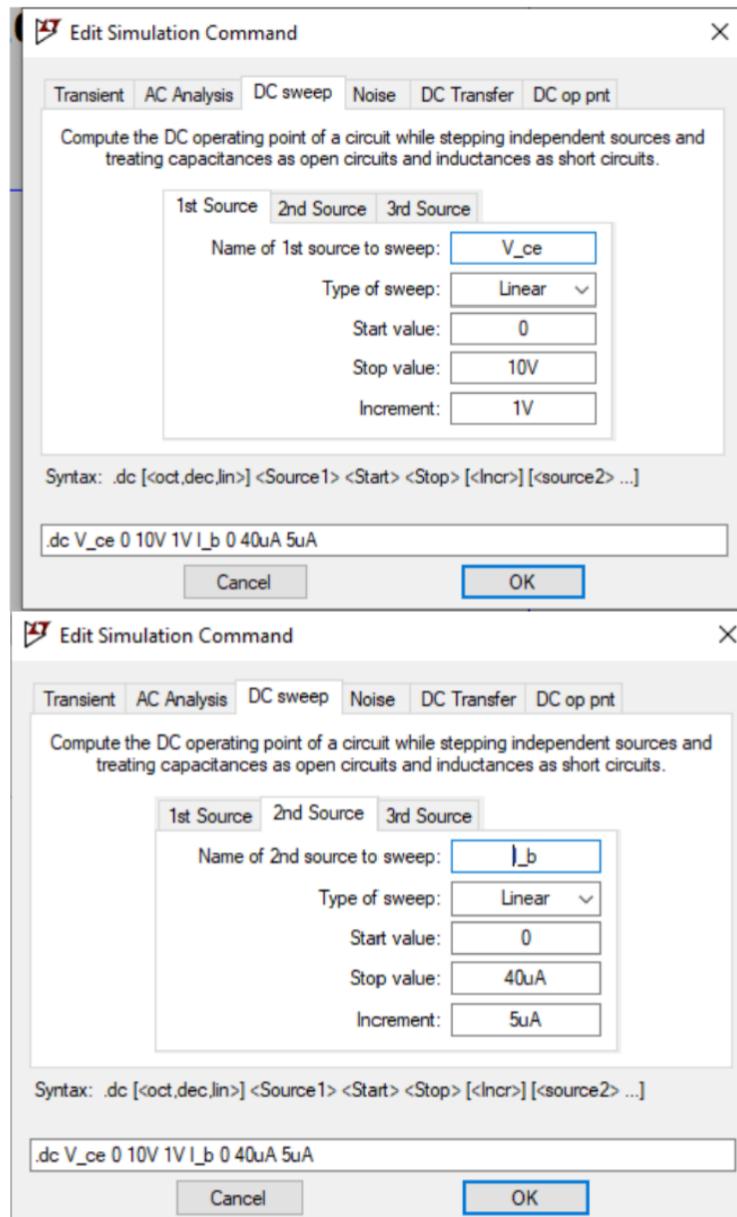 Edit Simulation Command
Transient AC Analysis DC sweep Noise DC Transfer DC op pnt
Compute the DC operating point of a circuit while stepping independent sources and
treating capacitances as open circuits and inductances as short circuits.
1st Source 2nd Source 3rd Source
Name of 1st source to sweep: V_ce
Type of sweep: Linear
Start value: 0
Stop value: 10V
Increment: 1V
Syntax: .dc [<oct,dec,lin>] <Source1> <Start> <Stop> [<Incr>] [<source2> ...]
.dc V_ce 0 10V 1V I_b 0 40uA 5uA
Cancel OK
Edit Simulation Command
Transient AC Analysis DC sweep Noise DC Transfer DC op pnt
Compute the DC operating point of a circuit while stepping independent sources and
treating capacitances as open circuits and inductances as short circuits.
1st Source 2nd Source 3rd Source
Name of 2nd source to sweep: I_b
Type of sweep: Linear
Start value: 0
Stop value: 40uA
Increment: 5uA
Syntax: .dc [<oct,dec,lin>] <Source1> <Start> <Stop> [<Incr>] [<source2> ...]
.dc V_ce 0 10V 1V I_b 0 40uA 5uA
Cancel OK